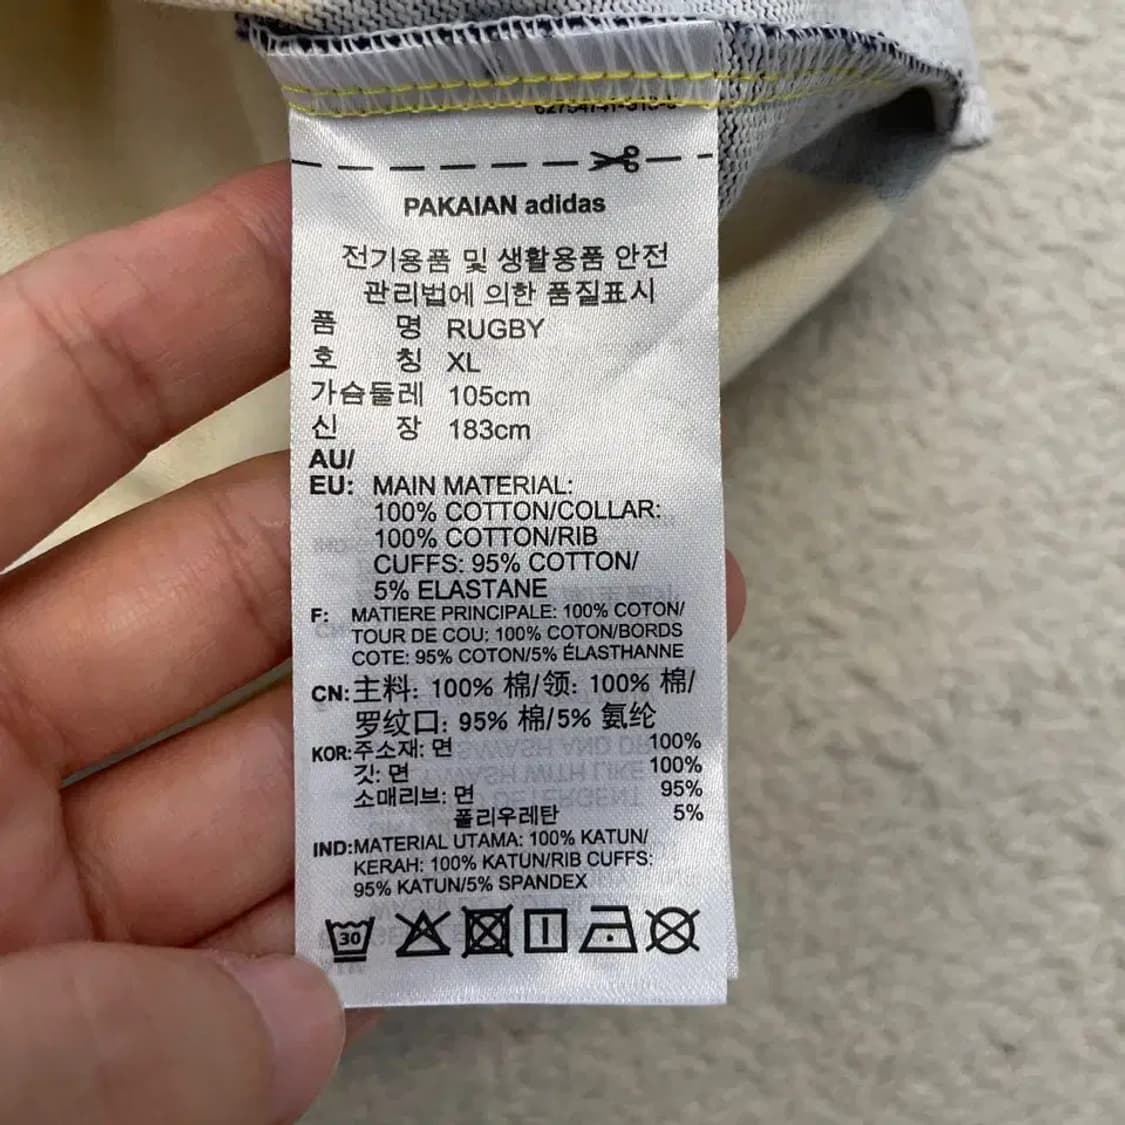 PAKAIAN adidas
전기용품 및 생활용품 안전
관리법에 의한 품질표시
품 명 RUGBY
호 칭 XL
가슴둘레 105cm
신 장 183cm
AU/
EU: MAIN MATERIAL:
100% COTTON/COLLAR:
100% COTTON/RIB
CUFFS: 95% COTTON/
5% ELASTANE
F: MATIERE PRINCIPALE: 100% COTON/
TOUR DE COU: 100% COTON/BORDS
COTE: 95% COTON/5% ÉLASTHANNE
CN: 主料: 100% 棉/领: 100% 棉/
罗纹口: 95% 棉/5% 氨纶
KOR: 주소재: 면 100%
깃: 면 100%
소매리브: 면 95%
폴리우레탄 5%
IND: MATERIAL UTAMA: 100% KATUN/
KERAH: 100% KATUN/RIB CUFFS:
95% KATUN/5% SPANDEX
30